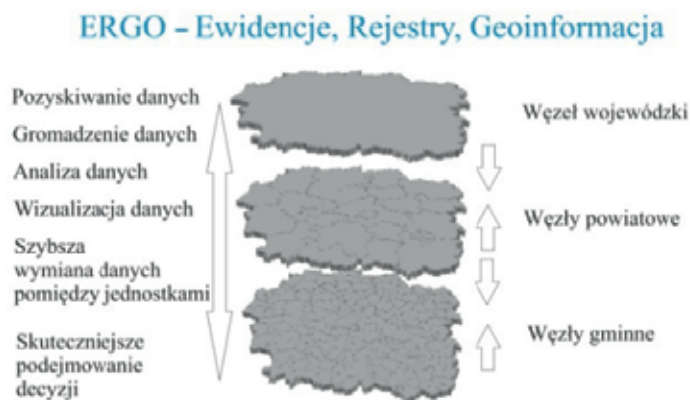 ERGO – Ewidencje, Rejestry, Geoinformacja
Pozyskiwanie danych
Gromadzenie danych
Analiza danych
Wizualizacja danych
Szybsza
wymiana danych
pomiędzy jednostkami
Skuteczniejsze
podejmowanie
decyzji
Węzeł wojewódzki
Węzły powiatowe
Węzły gminne